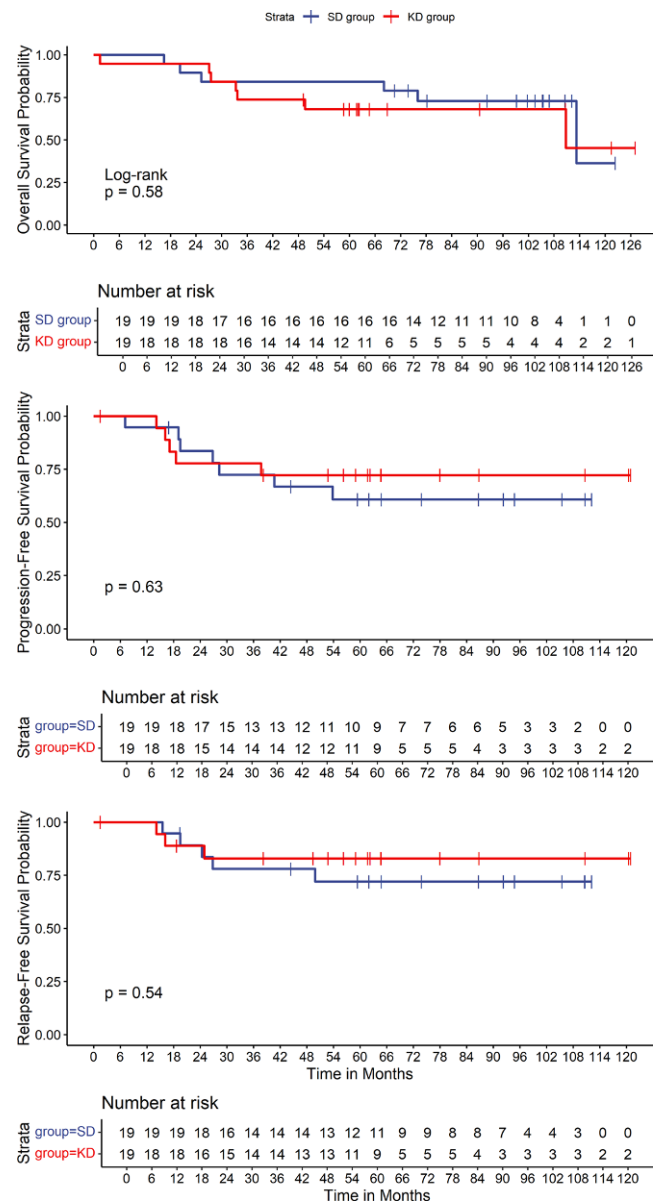 Strata SD group KD group
Overall Survival Probability
1.00
0.75
0.50
0.25
0.00
Log-rank
p = 0.58
0 6 12 18 24 30 36 42 48 54 60 66 72 78 84 90 96 102 108 114 120 126
Number at risk
Strata
SD group 19 19 19 18 17 16 16 16 16 16 16 16 14 12 11 11 10 8 4 1 1 0
KD group 19 18 18 18 18 16 14 14 14 12 11 6 5 5 5 5 4 4 4 2 2 1
0 6 12 18 24 30 36 42 48 54 60 66 72 78 84 90 96 102 108 114 120 126
Progression-Free Survival Probability
1.00
0.75
0.50
0.25
0.00
p = 0.63
0 6 12 18 24 30 36 42 48 54 60 66 72 78 84 90 96 102 108 114 120
Number at risk
Strata
group=SD 19 19 18 17 15 13 13 12 11 10 9 7 7 6 6 5 3 3 2 0 0
group=KD 19 18 18 15 14 14 14 12 12 11 9 5 5 5 4 3 3 3 3 2 2
0 6 12 18 24 30 36 42 48 54 60 66 72 78 84 90 96 102 108 114 120
Relapse-Free Survival Probability
1.00
0.75
0.50
0.25
0.00
p = 0.54
0 6 12 18 24 30 36 42 48 54 60 66 72 78 84 90 96 102 108 114 120
Time in Months
Number at risk
Strata
group=SD 19 19 19 18 16 14 14 14 13 12 11 9 9 8 8 7 4 4 3 0 0
group=KD 19 18 18 16 15 14 14 13 13 11 9 5 5 5 4 3 3 3 3 2 2
0 6 12 18 24 30 36 42 48 54 60 66 72 78 84 90 96 102 108 114 120
Time in Months